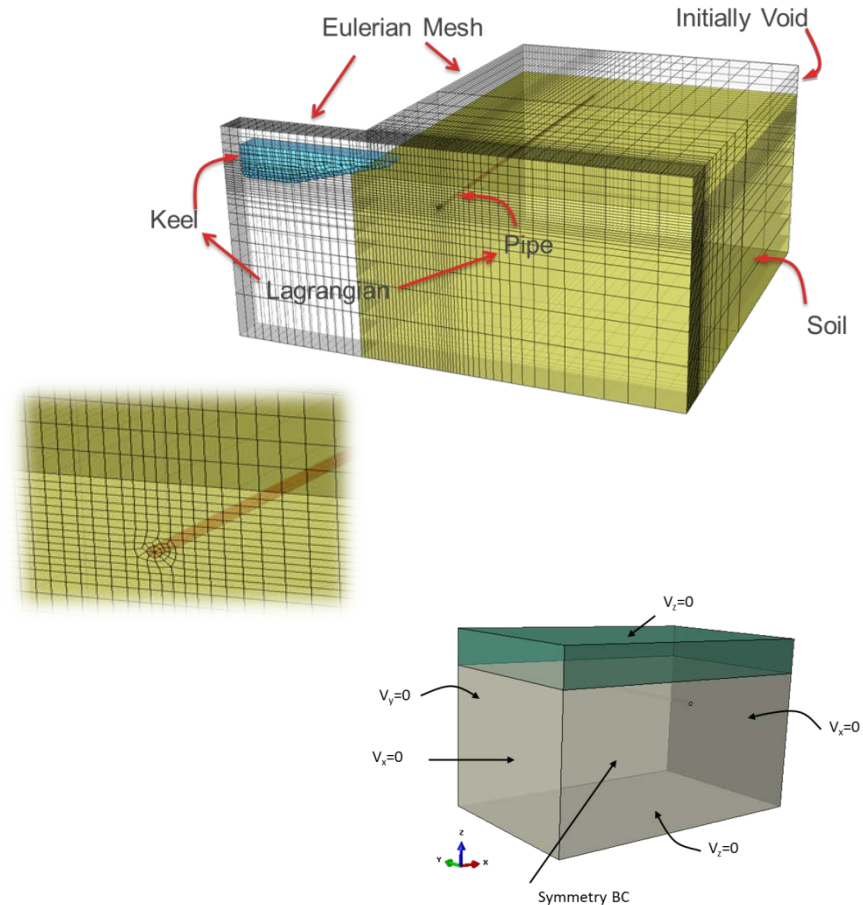 Eulerian Mesh
Initially Void
Keel
Pipe
Lagrangian
Soil
Vz=0
Vy=0
Vx=0
Vx=0
Vz=0
z
Y
X
Symmetry BC